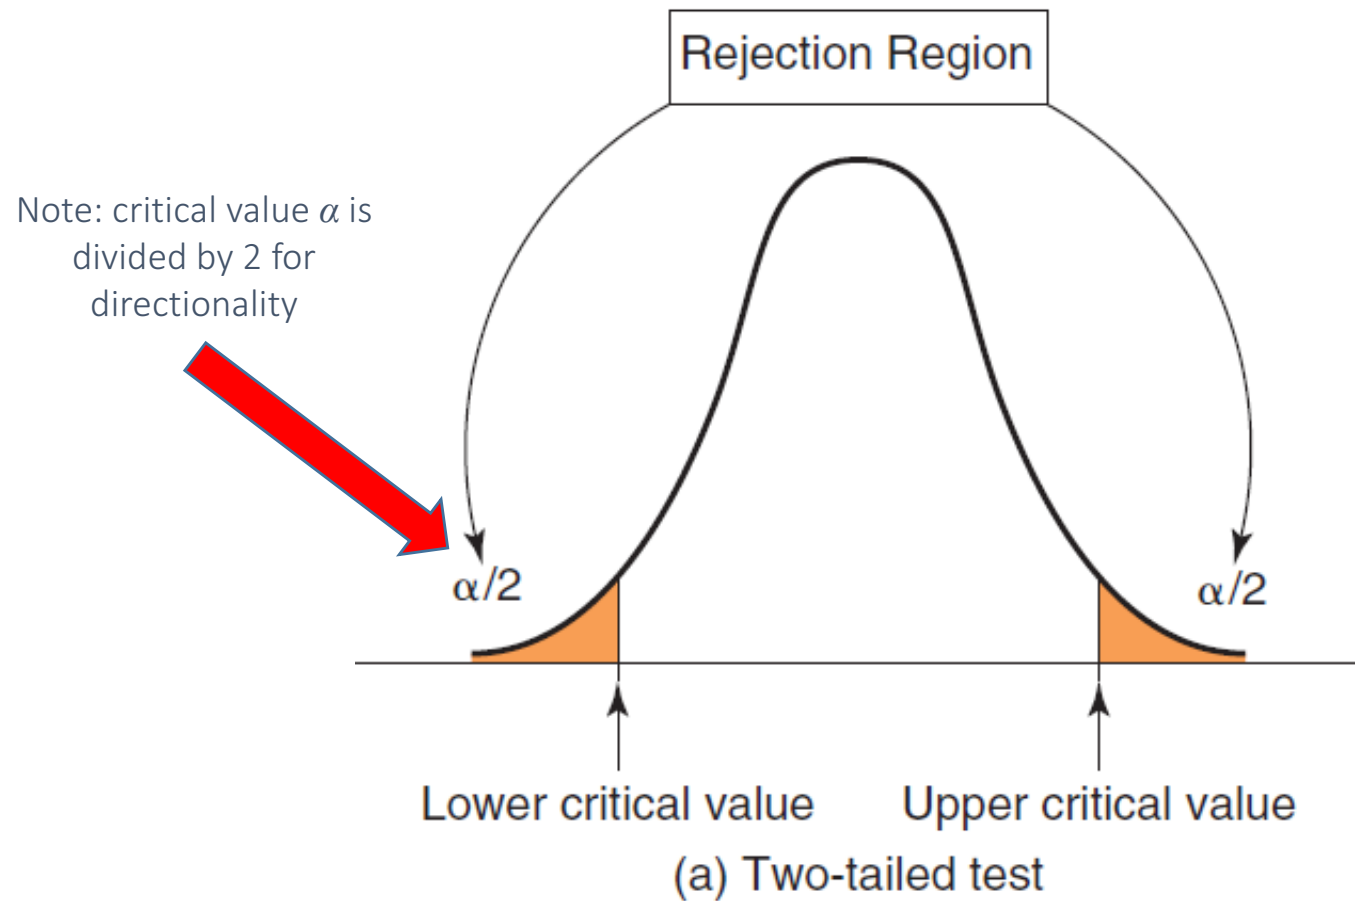 Rejection Region
Note: critical value α is
divided by 2 for
directionality
α/2
α/2
Lower critical value
Upper critical value
(a) Two-tailed test